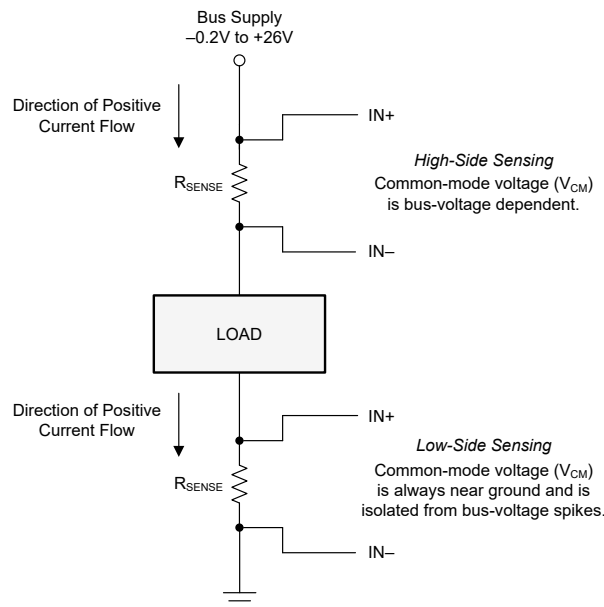 Bus Supply
–0.2V to +26V
Direction of Positive
Current Flow
IN+
R_SENSE
High-Side Sensing
Common-mode voltage (V_CM)
is bus-voltage dependent.
IN–
LOAD
Direction of Positive
Current Flow
IN+
R_SENSE
Low-Side Sensing
Common-mode voltage (V_CM)
is always near ground and is
isolated from bus-voltage spikes.
IN–